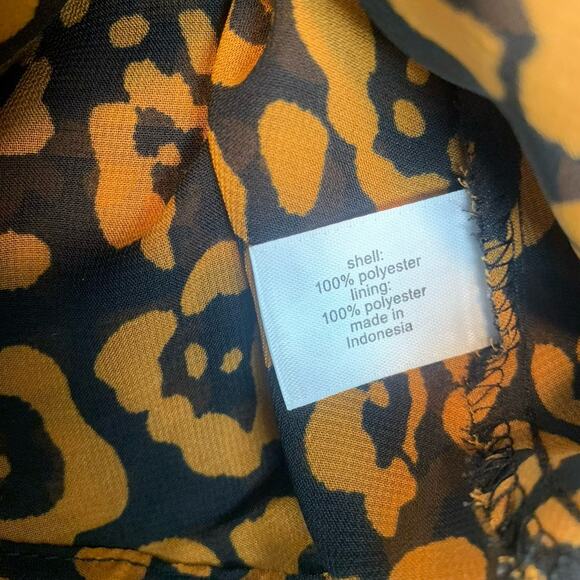 shell:
100% polyester
lining:
100% polyester
made in
Indonesia